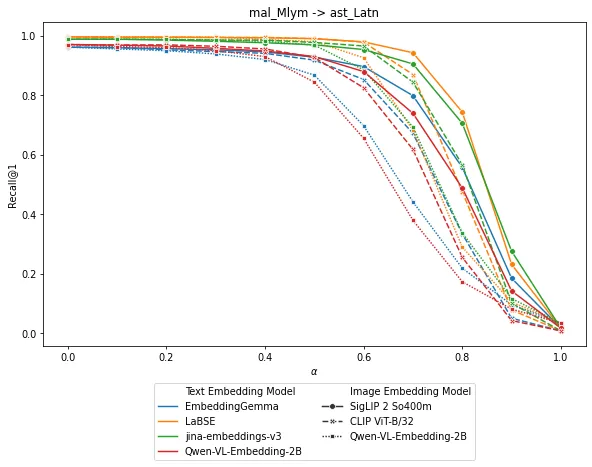 mal_Mlym -> ast_Latn
1.0
0.8
0.6
0.4
0.2
0.0
Recall@1
0.0 0.2 0.4 0.6 0.8 1.0
α
Text Embedding Model
EmbeddingGemma
LaBSE
jina-embeddings-v3
Qwen-VL-Embedding-2B
Image Embedding Model
SigLIP 2 So400m
CLIP ViT-B/32
Qwen-VL-Embedding-2B